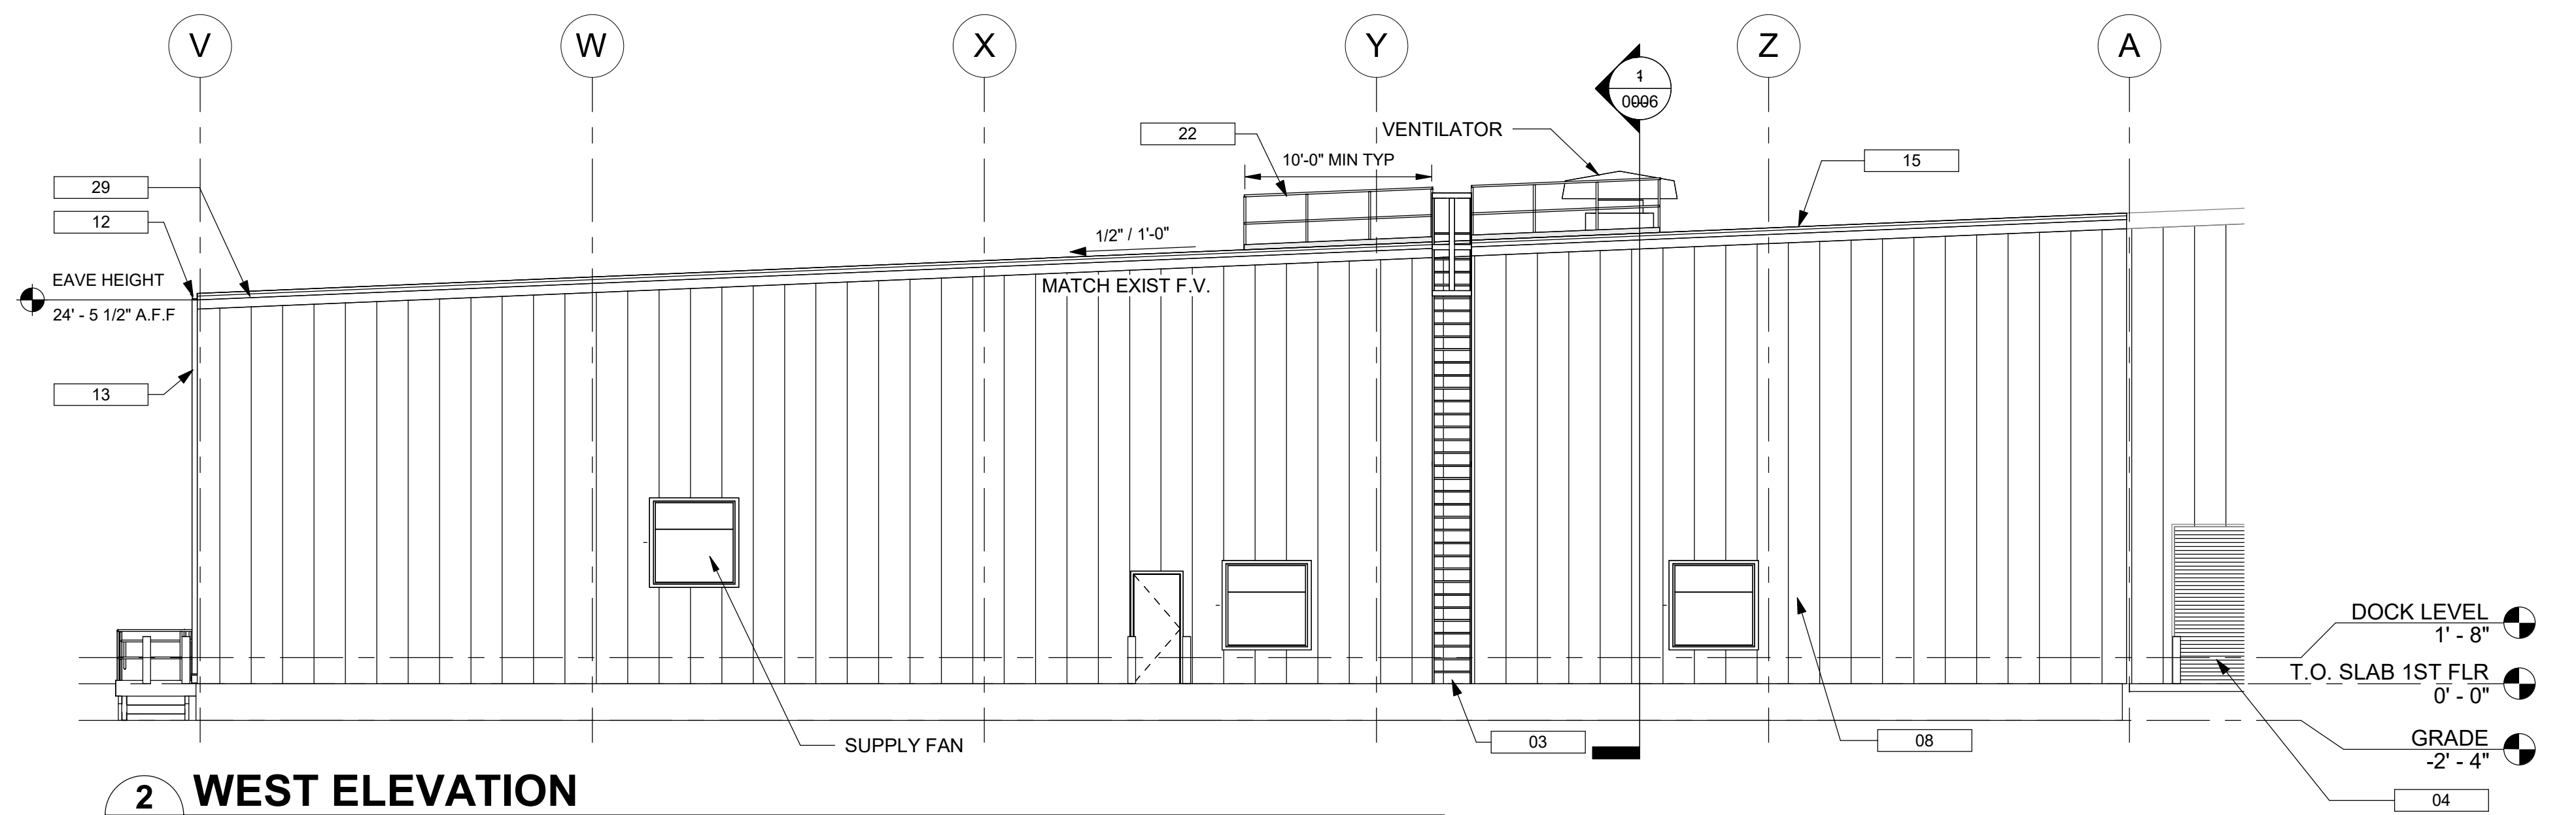 V
W
X
Y
Z
A
1
0006
22
VENTILATOR
15
10'-0" MIN TYP
29
12
1/2" / 1'-0"
EAVE HEIGHT
24' - 5 1/2" A.F.F
MATCH EXIST F.V.
13
DOCK LEVEL
1' - 8"
T.O. SLAB 1ST FLR
0' - 0"
GRADE
-2' - 4"
SUPPLY FAN
03
08
04
2 WEST ELEVATION